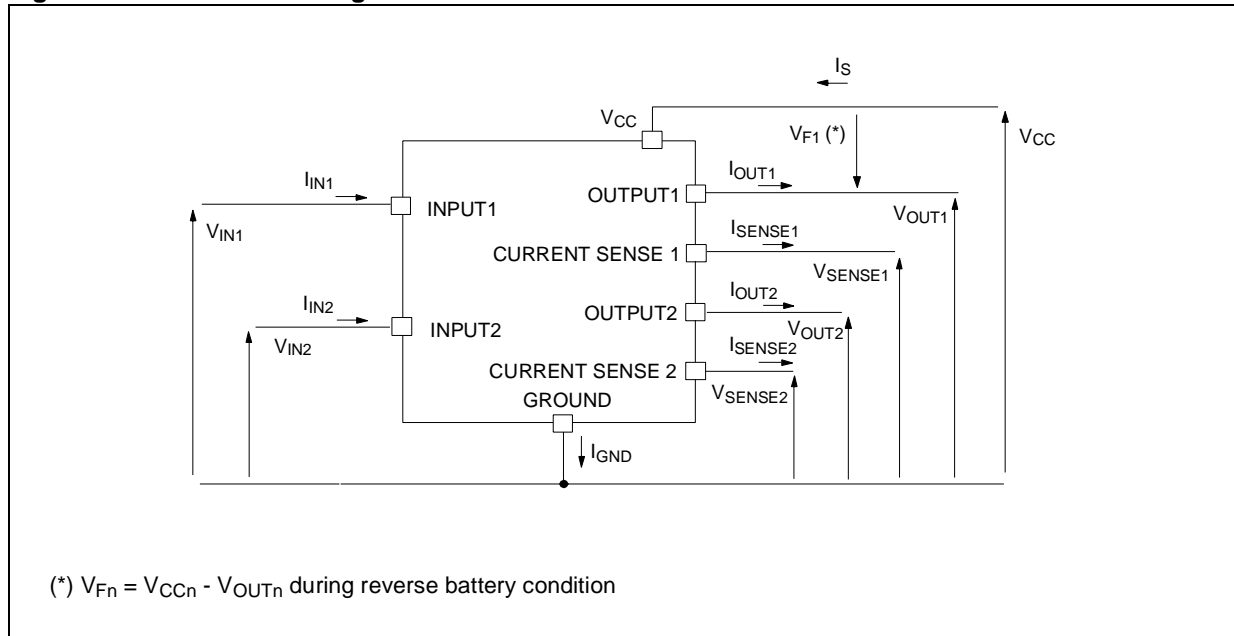 IS
VCC
VF1 (*)
VCC
IIN1
IOUT1
INPUT1
OUTPUT1
VIN1
VOUT1
ISENSE1
CURRENT SENSE 1
VSENSE1
IIN2
IOUT2
INPUT2
OUTPUT2
VIN2
VOUT2
ISENSE2
CURRENT SENSE 2
VSENSE2
GROUND
IGND
(*) VFn = VCCn - VOUTn during reverse battery condition